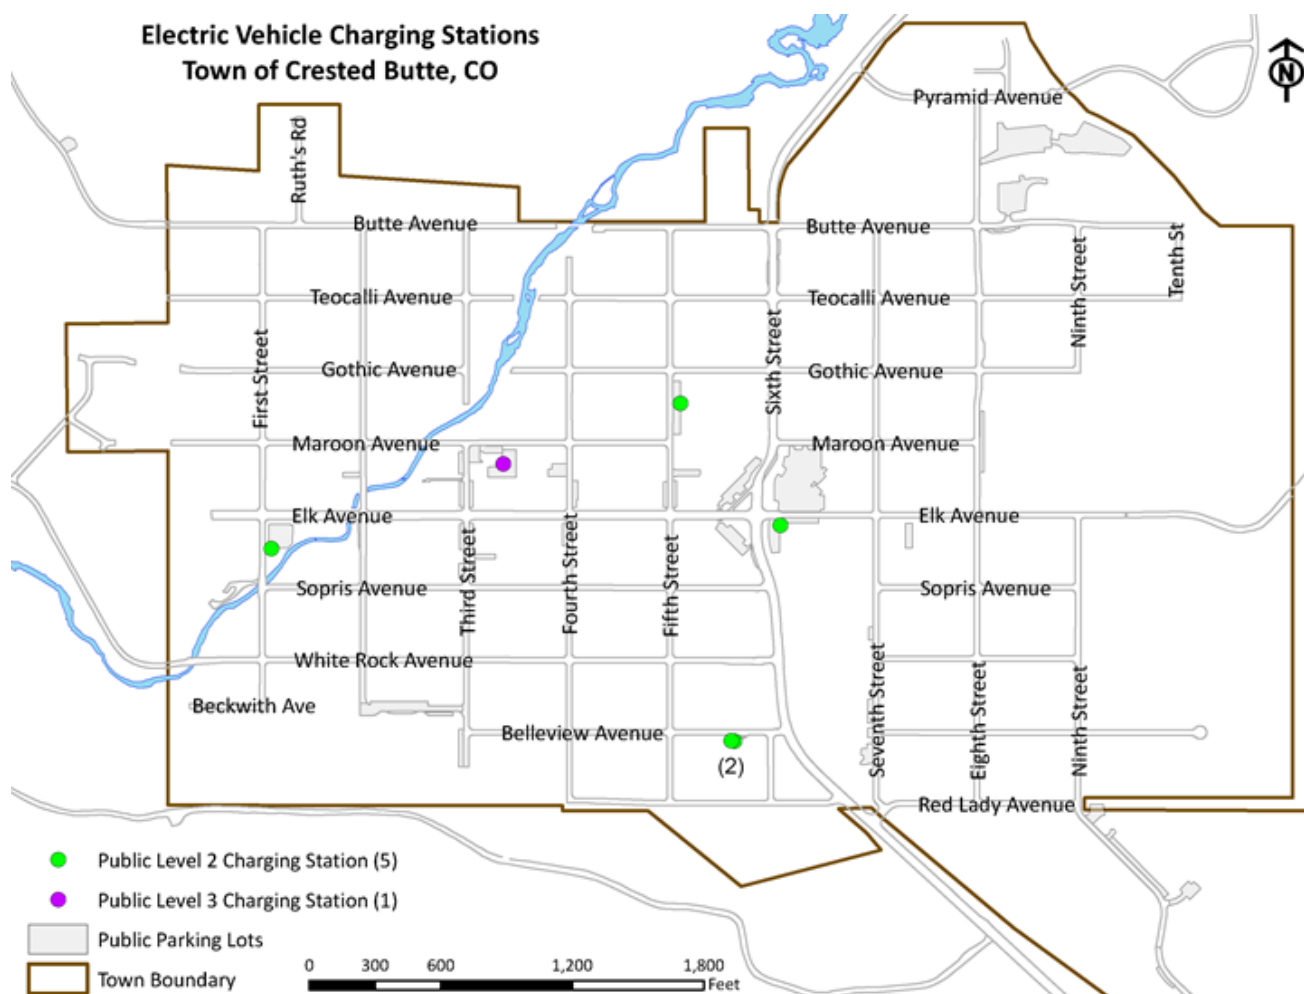 Electric Vehicle Charging Stations
Town of Crested Butte, CO
N
Pyramid Avenue
Ruth's Rd
Butte Avenue
Butte Avenue
Tenth St
Ninth Street
Teocalli Avenue
Teocalli Avenue
First Street
Sixth Street
Gothic Avenue
Gothic Avenue
Maroon Avenue
Maroon Avenue
Elk Avenue
Elk Avenue
Third Street
Fourth Street
Fifth Street
Sopris Avenue
Sopris Avenue
White Rock Avenue
Seventh Street
Eighth Street
Ninth Street
Beckwith Ave
Belleview Avenue
(2)
Red Lady Avenue
Public Level 2 Charging Station (5)
Public Level 3 Charging Station (1)
Public Parking Lots
Town Boundary
0 300 600 1,200 1,800
Feet